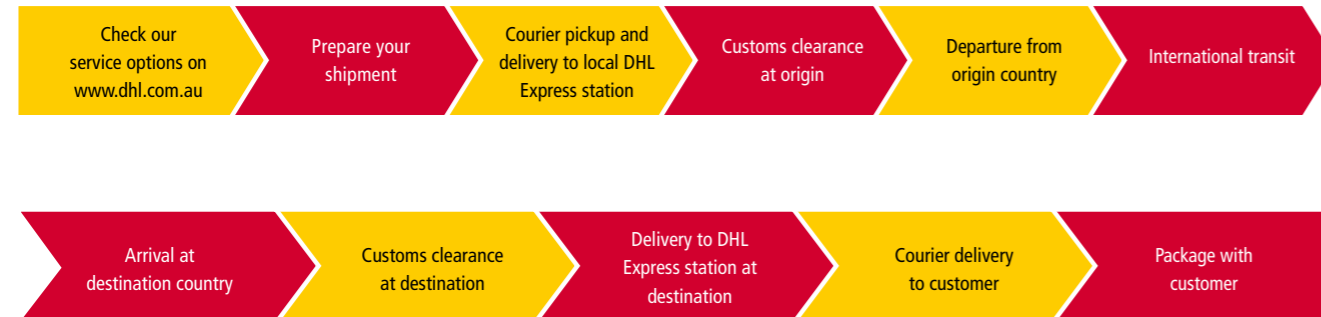 Check our
service options on
www.dhl.com.au
Prepare your
shipment
Courier pickup and
delivery to local DHL
Express station
Customs clearance
at origin
Departure from
origin country
International transit
Arrival at
destination country
Customs clearance
at destination
Delivery to DHL
Express station at
destination
Courier delivery
to customer
Package with
customer